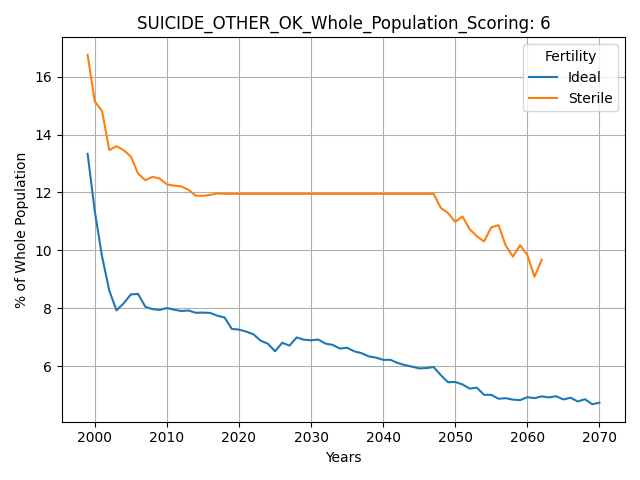 SUICIDE_OTHER_OK_Whole_Population_Scoring: 6
Fertility
Ideal
Sterile
% of Whole Population
16
14
12
10
8
6
2000 2010 2020 2030 2040 2050 2060 2070
Years